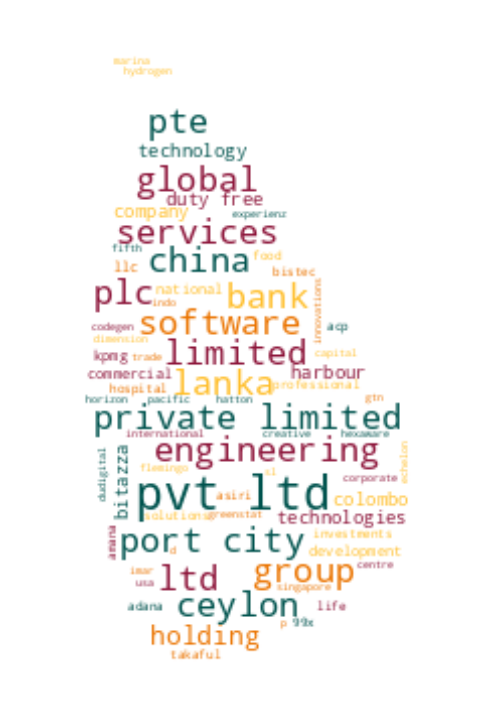 marina
hydrogen
pte
technology
global
duty free
company experienz
services
fifth
china food
llc bistec
plc national bank
indo innovations
software acp
codegen
dimension
limited
kpmg trade capital
commercial harbour
lanka professional
hospital
horizon pacific hatton gtn
private limited
international creative hexaware
engineering
echelon
flamingo sl
dudigital bitazza corporate
pvt ltd
asiri colombo
solutions greenstat technologies
port city investments
amana d development
group centre
imar
usa ltd singapore
adana ceylon life
p 99x
holding
takaful